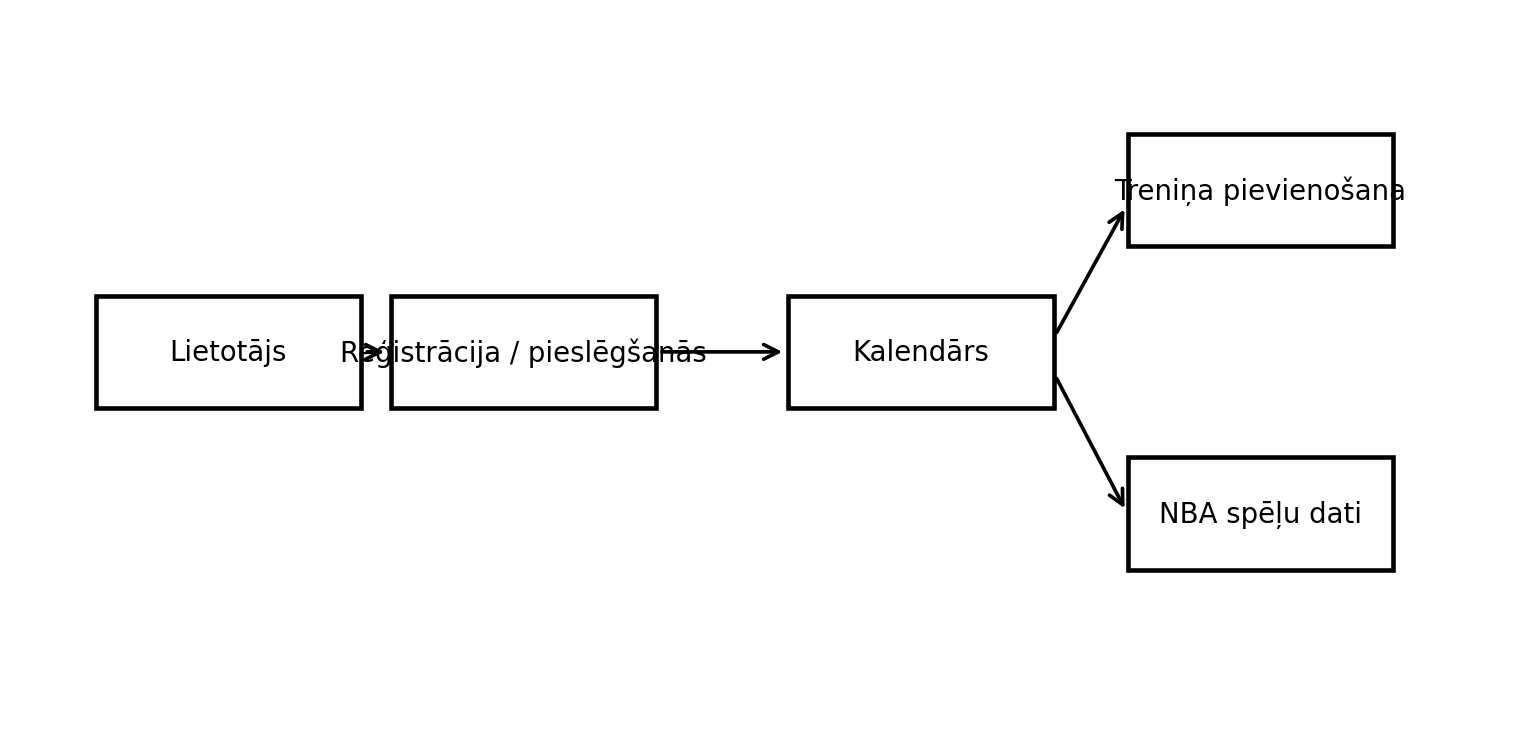 Lietotājs
Reģistrācija / pieslēgšanās
Kalendārs
Treniņa pievienošana
NBA spēļu dati